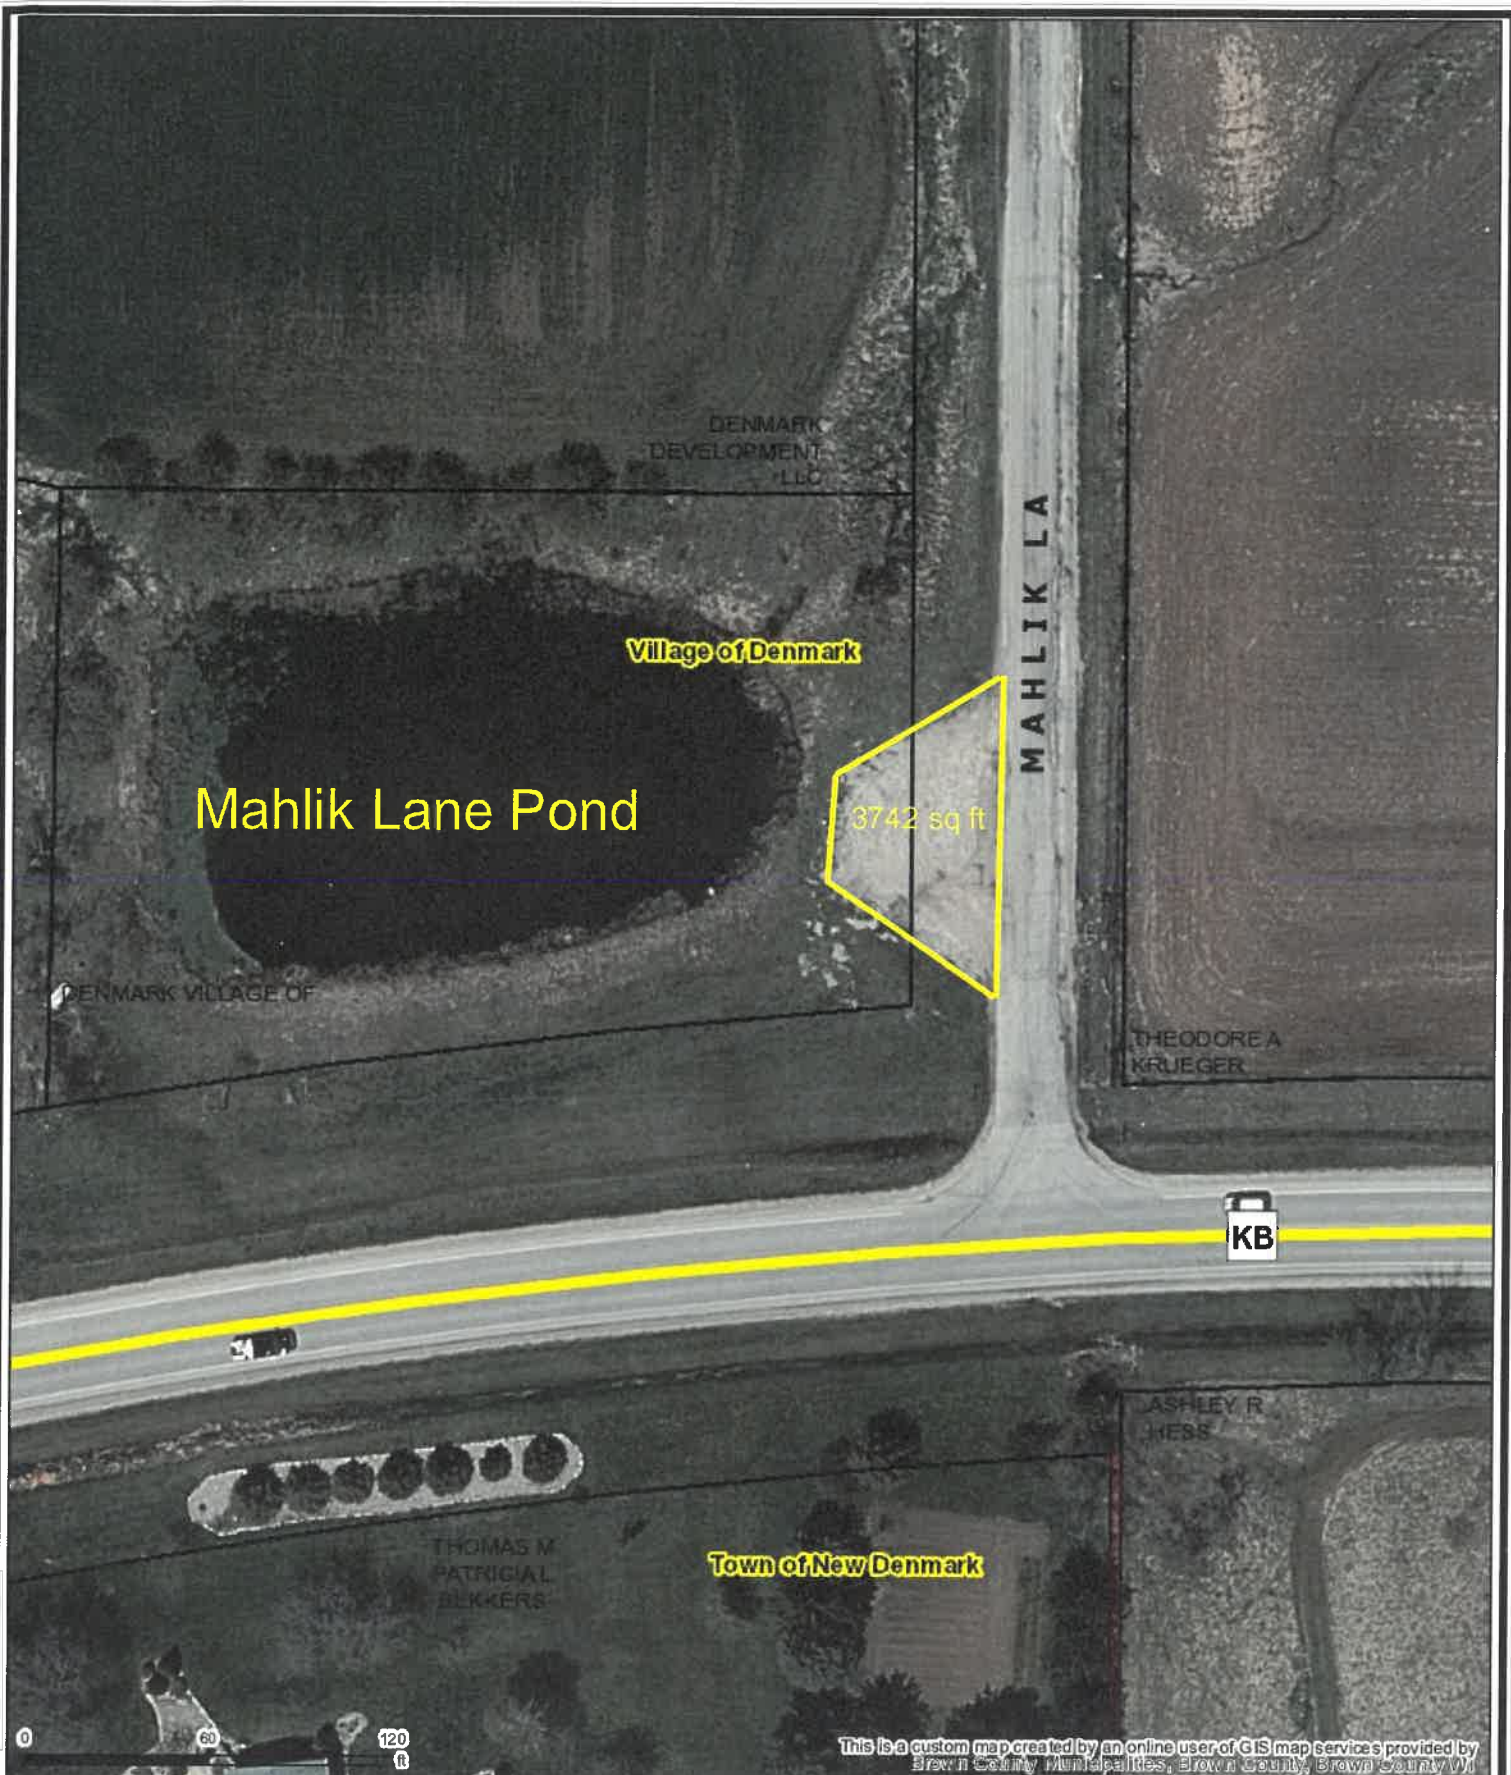 DENMARK
DEVELOPMENT
LLC
MAHLIK LA
Village of Denmark
Mahlik Lane Pond
3742 sq ft
DENMARK VILLAGE OF
THEODORE A
KRUEGER
KB
ASHLEY R
HESS
THOMAS M
PATRICIA L
BEKKERS
Town of New Denmark
0 60 120
ft
This is a custom map created by an online user of GIS map services provided by
Brown County Municipalities, Brown County, Brown County WI